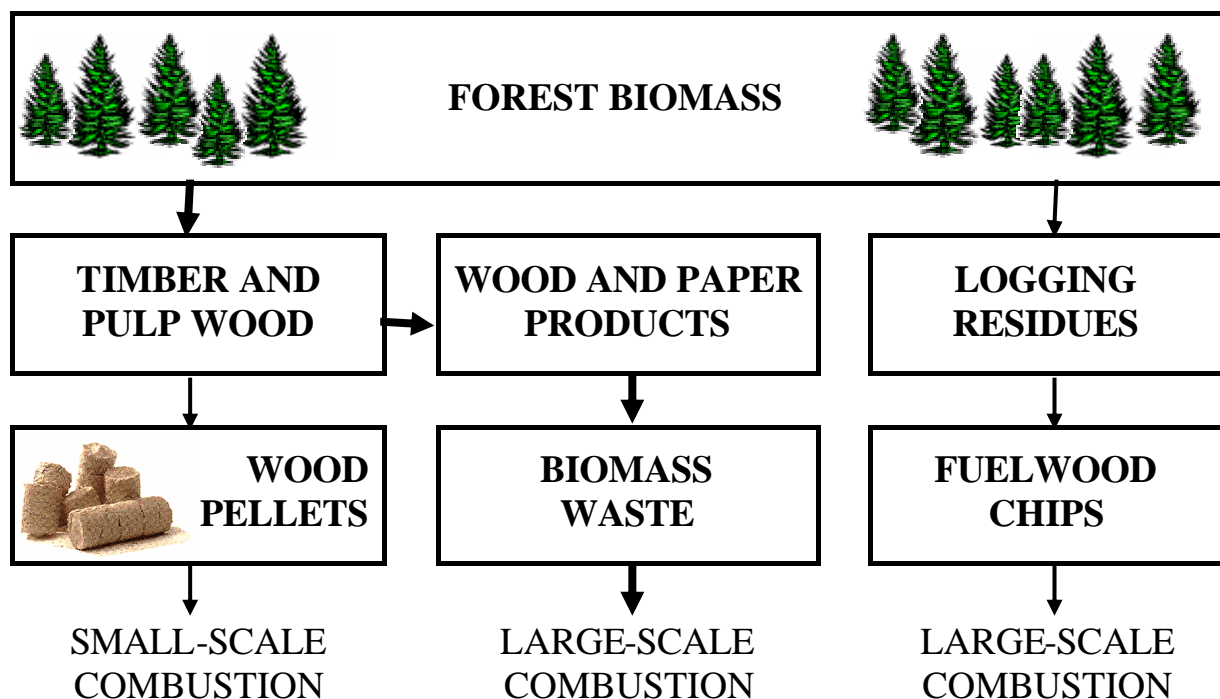 FOREST BIOMASS
TIMBER AND
PULP WOOD
WOOD AND PAPER
PRODUCTS
LOGGING
RESIDUES
WOOD
PELLETS
BIOMASS
WASTE
FUELWOOD
CHIPS
SMALL-SCALE
COMBUSTION
LARGE-SCALE
COMBUSTION
LARGE-SCALE
COMBUSTION